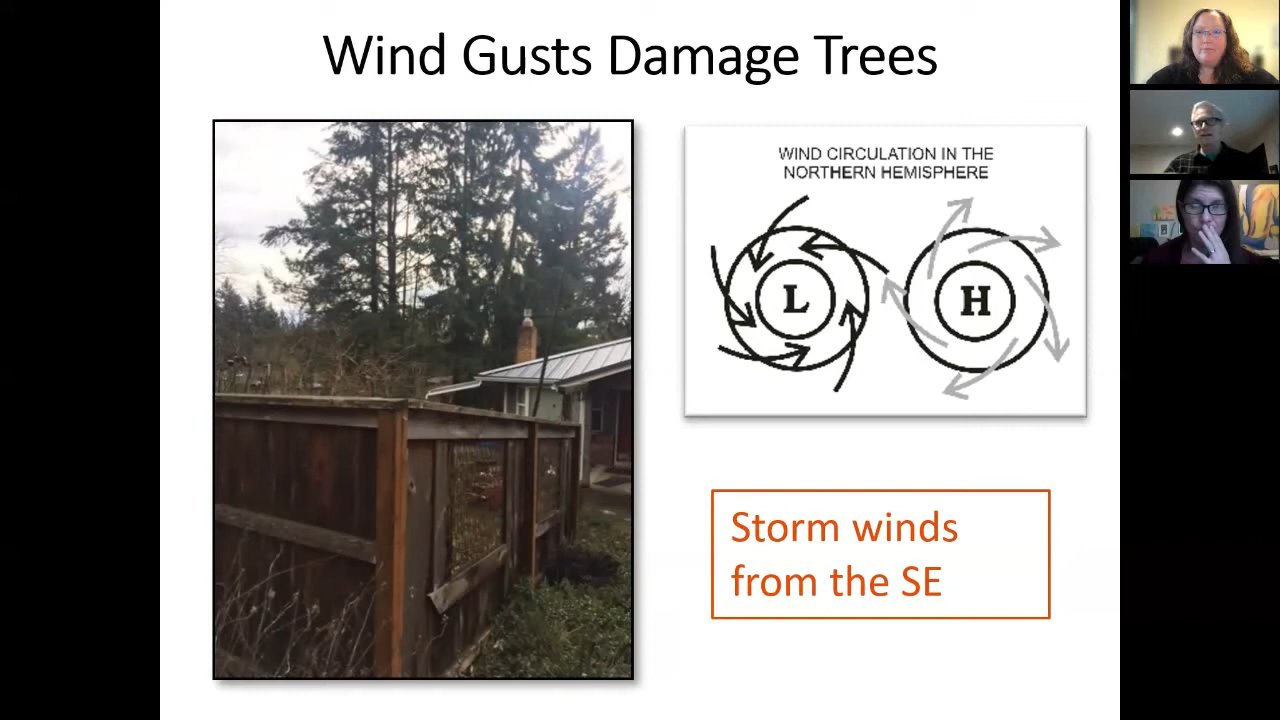 Wind Gusts Damage Trees
WIND CIRCULATION IN THE
NORTHERN HEMISPHERE
L
H
Storm winds
from the SE